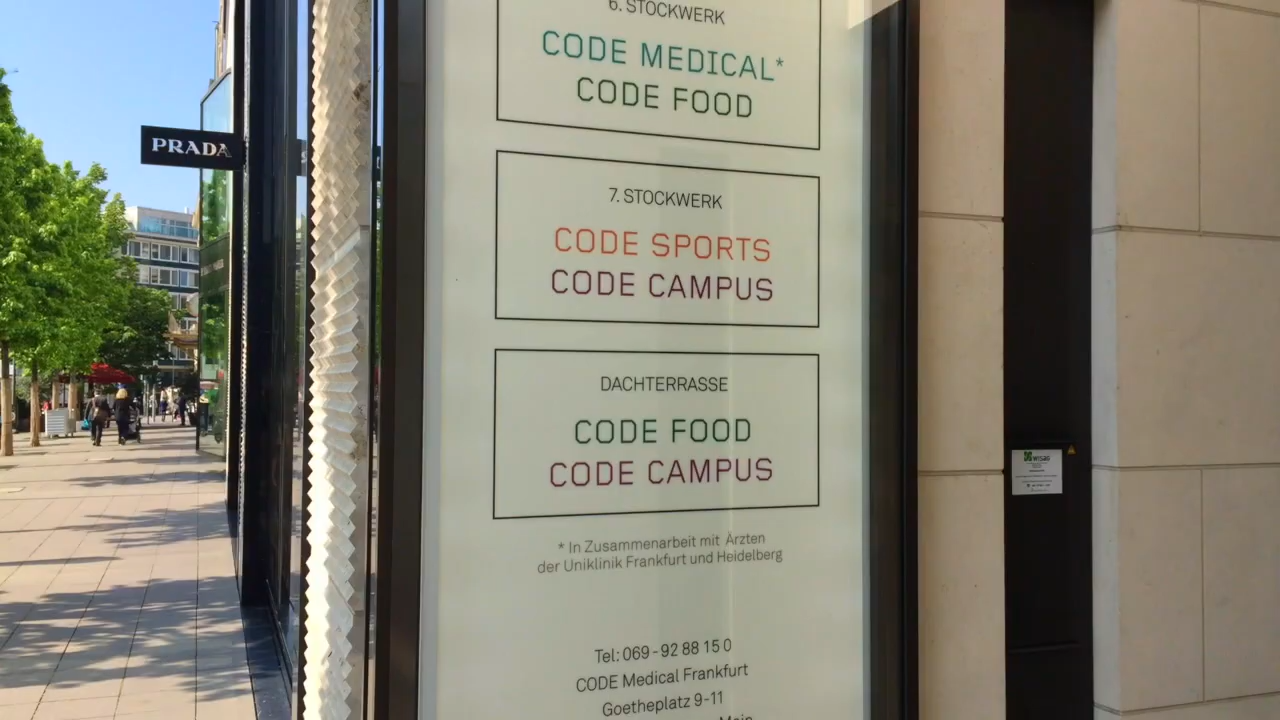 PRADA
6. STOCKWERK
CODE MEDICAL*
CODE FOOD
7. STOCKWERK
CODE SPORTS
CODE CAMPUS
DACHTERRASSE
CODE FOOD
CODE CAMPUS
* In Zusammenarbeit mit Ärzten
der Uniklinik Frankfurt und Heidelberg
Tel: 069-92 88 15 0
CODE Medical Frankfurt
Goetheplatz 9-11
Main
wisag